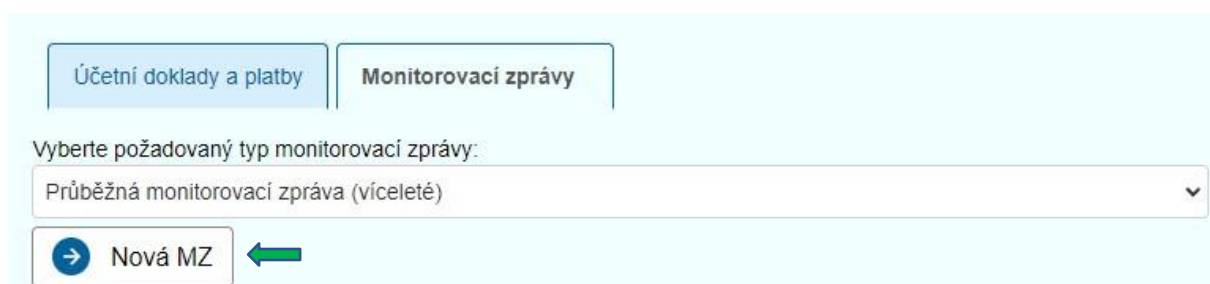 Účetní doklady a platby Monitorovací zprávy
Vyberte požadovaný typ monitorovací zprávy:
Průběžná monitorovací zpráva (víceleté)
Nová MZ